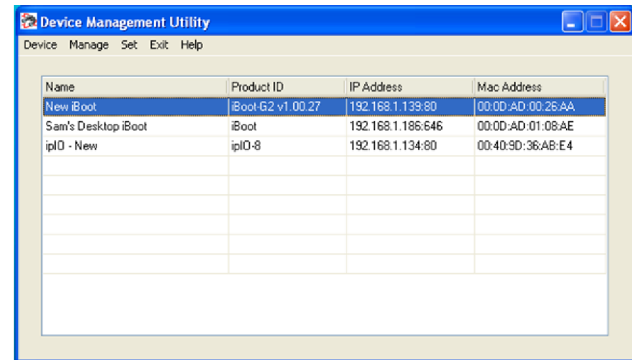 Device Management Utility
Device Manage Set Exit Help
Name Product ID IP Address Mac Address
New iBoot iBoot-G2 v1.00.27 192.168.1.139:80 00:0D:AD:00:26:AA
Sam's Desktop iBoot iBoot 192.168.1.186:646 00:0D:AD:01:08:AE
ipIO - New ipIO-8 192.168.1.134:80 00:40:9D:36:AB:E4